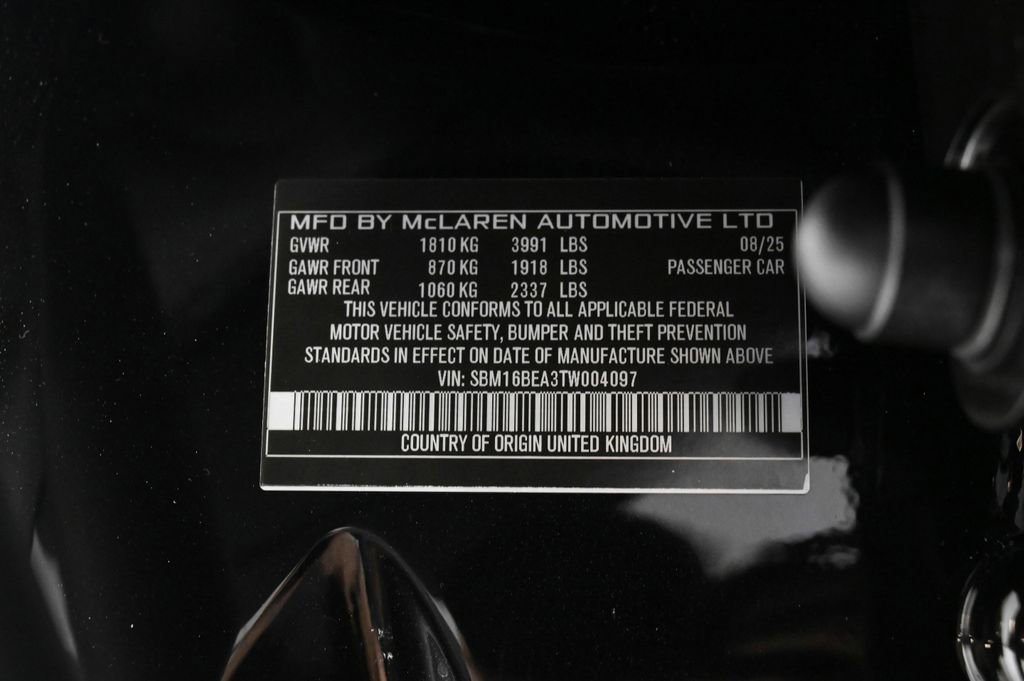 MFD BY McLAREN AUTOMOTIVE LTD
GVWR 1810 KG 3991 LBS 08/25
GAWR FRONT 870 KG 1918 LBS PASSENGER CAR
GAWR REAR 1060 KG 2337 LBS
THIS VEHICLE CONFORMS TO ALL APPLICABLE FEDERAL
MOTOR VEHICLE SAFETY, BUMPER AND THEFT PREVENTION
STANDARDS IN EFFECT ON DATE OF MANUFACTURE SHOWN ABOVE
VIN: SBM16BEA3TW004097
COUNTRY OF ORIGIN UNITED KINGDOM